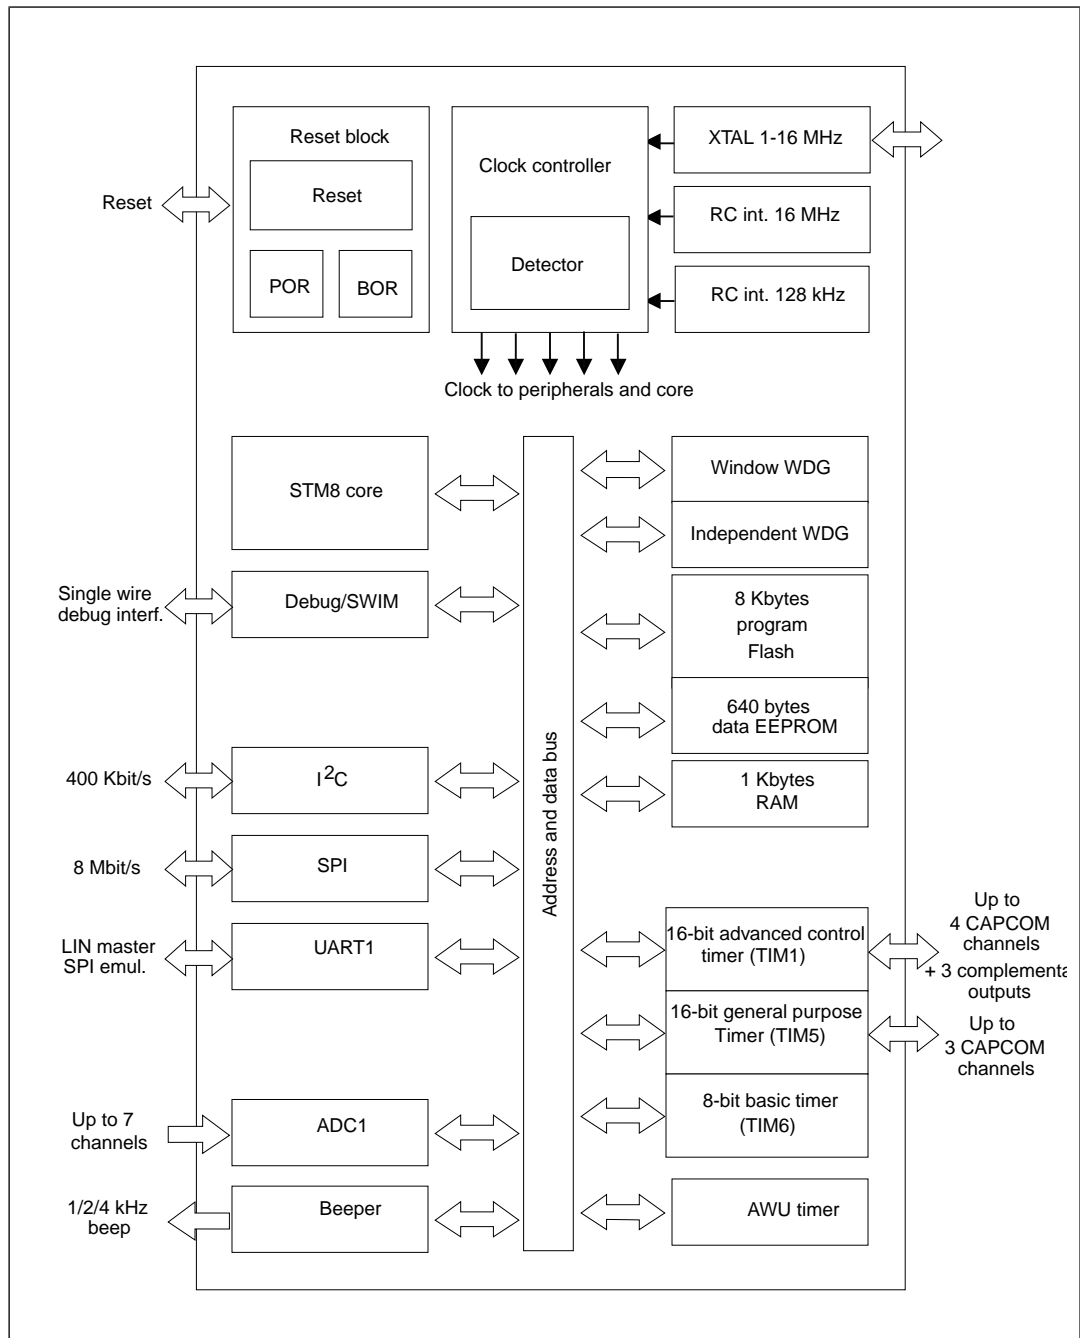 Reset block
Reset
POR
BOR
Reset
Clock controller
Detector
XTAL 1-16 MHz
RC int. 16 MHz
RC int. 128 kHz
Clock to peripherals and core
STM8 core
Single wire
debug interf.
Debug/SWIM
400 Kbit/s
I2C
8 Mbit/s
SPI
LIN master
SPI emul.
UART1
Up to 7
channels
ADC1
1/2/4 kHz
beep
Beeper
Address and data bus
Window WDG
Independent WDG
8 Kbytes
program
Flash
640 bytes
data EEPROM
1 Kbytes
RAM
16-bit advanced control
timer (TIM1)
Up to
4 CAPCOM
channels
+ 3 complementa
outputs
16-bit general purpose
Timer (TIM5)
Up to
3 CAPCOM
channels
8-bit basic timer
(TIM6)
AWU timer